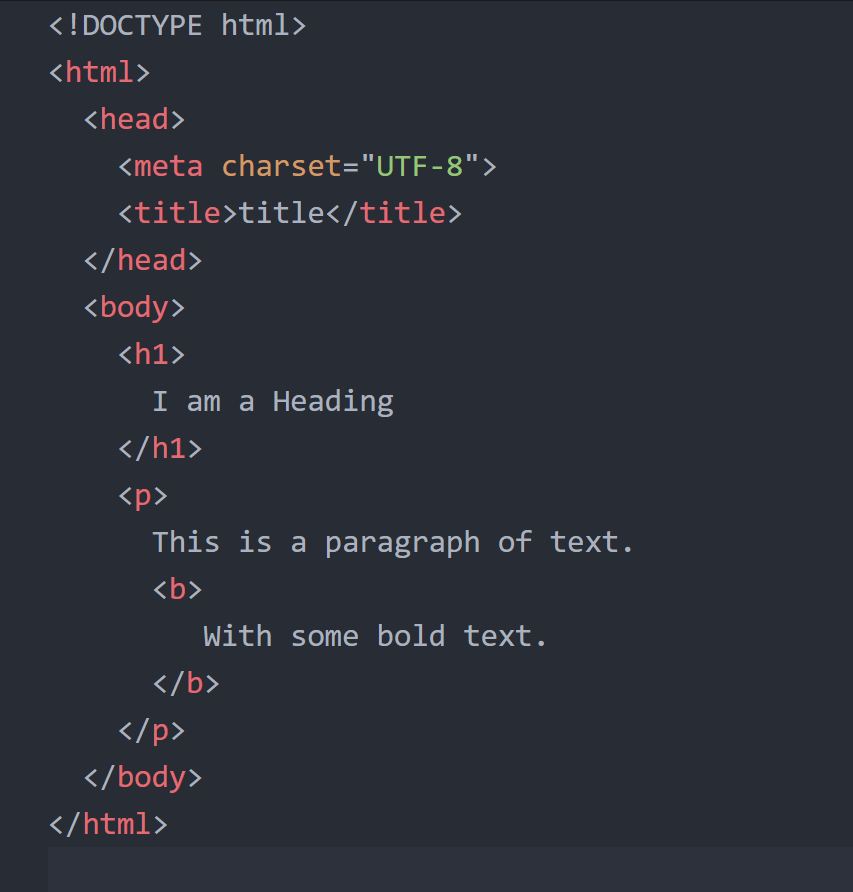 <!DOCTYPE html>
<html>
  <head>
    <meta charset="UTF-8">
    <title>title</title>
  </head>
  <body>
    <h1>
      I am a Heading
    </h1>
    <p>
      This is a paragraph of text.
      <b>
         With some bold text.
      </b>
    </p>
  </body>
</html>